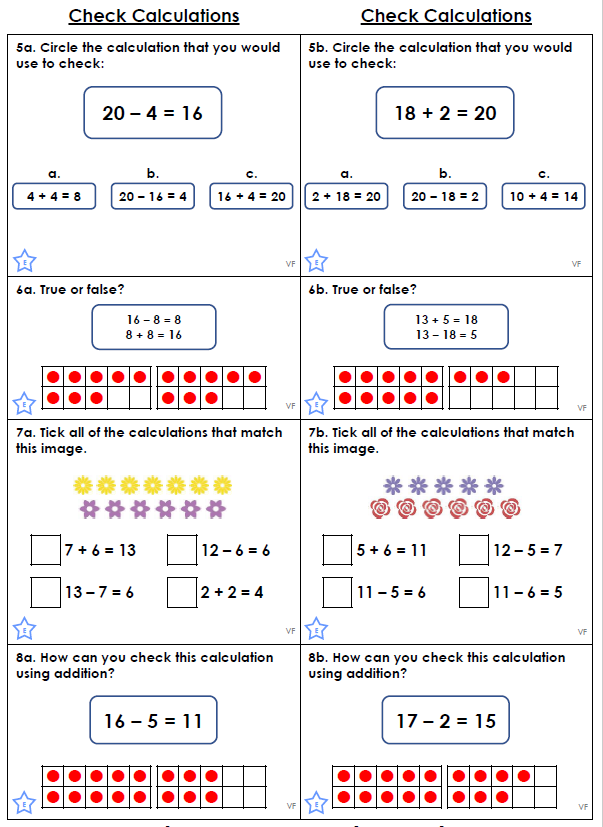 Check Calculations
Check Calculations
5a. Circle the calculation that you would
use to check:
20 – 4 = 16
a.
b.
c.
4 + 4 = 8
20 – 16 = 4
16 + 4 = 20
E
VF
5b. Circle the calculation that you would
use to check:
18 + 2 = 20
a.
b.
c.
2 + 18 = 20
20 – 18 = 2
10 + 4 = 14
E
VF
6a. True or false?
16 – 8 = 8
8 + 8 = 16
E
VF
6b. True or false?
13 + 5 = 18
13 – 18 = 5
E
VF
7a. Tick all of the calculations that match
this image.
7 + 6 = 13
12 – 6 = 6
13 – 7 = 6
2 + 2 = 4
E
VF
7b. Tick all of the calculations that match
this image.
5 + 6 = 11
12 – 5 = 7
11 – 5 = 6
11 – 6 = 5
E
VF
8a. How can you check this calculation
using addition?
16 – 5 = 11
E
VF
8b. How can you check this calculation
using addition?
17 – 2 = 15
E
VF